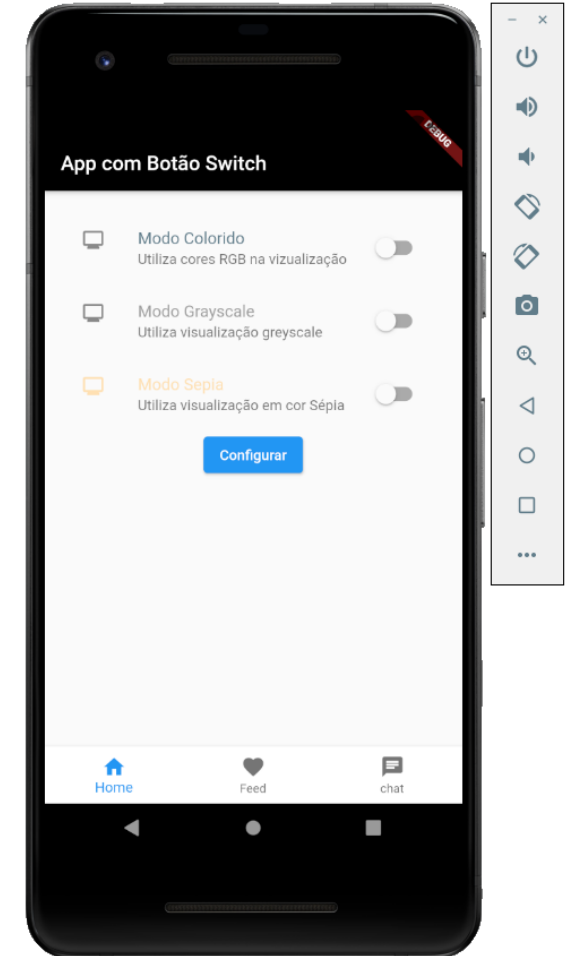 DEBUG
App com Botão Switch
Modo Colorido
Utiliza cores RGB na vizualização
Modo Grayscale
Utiliza visualização greyscale
Modo Sepia
Utiliza visualização em cor Sépia
Configurar
Home
Feed
chat